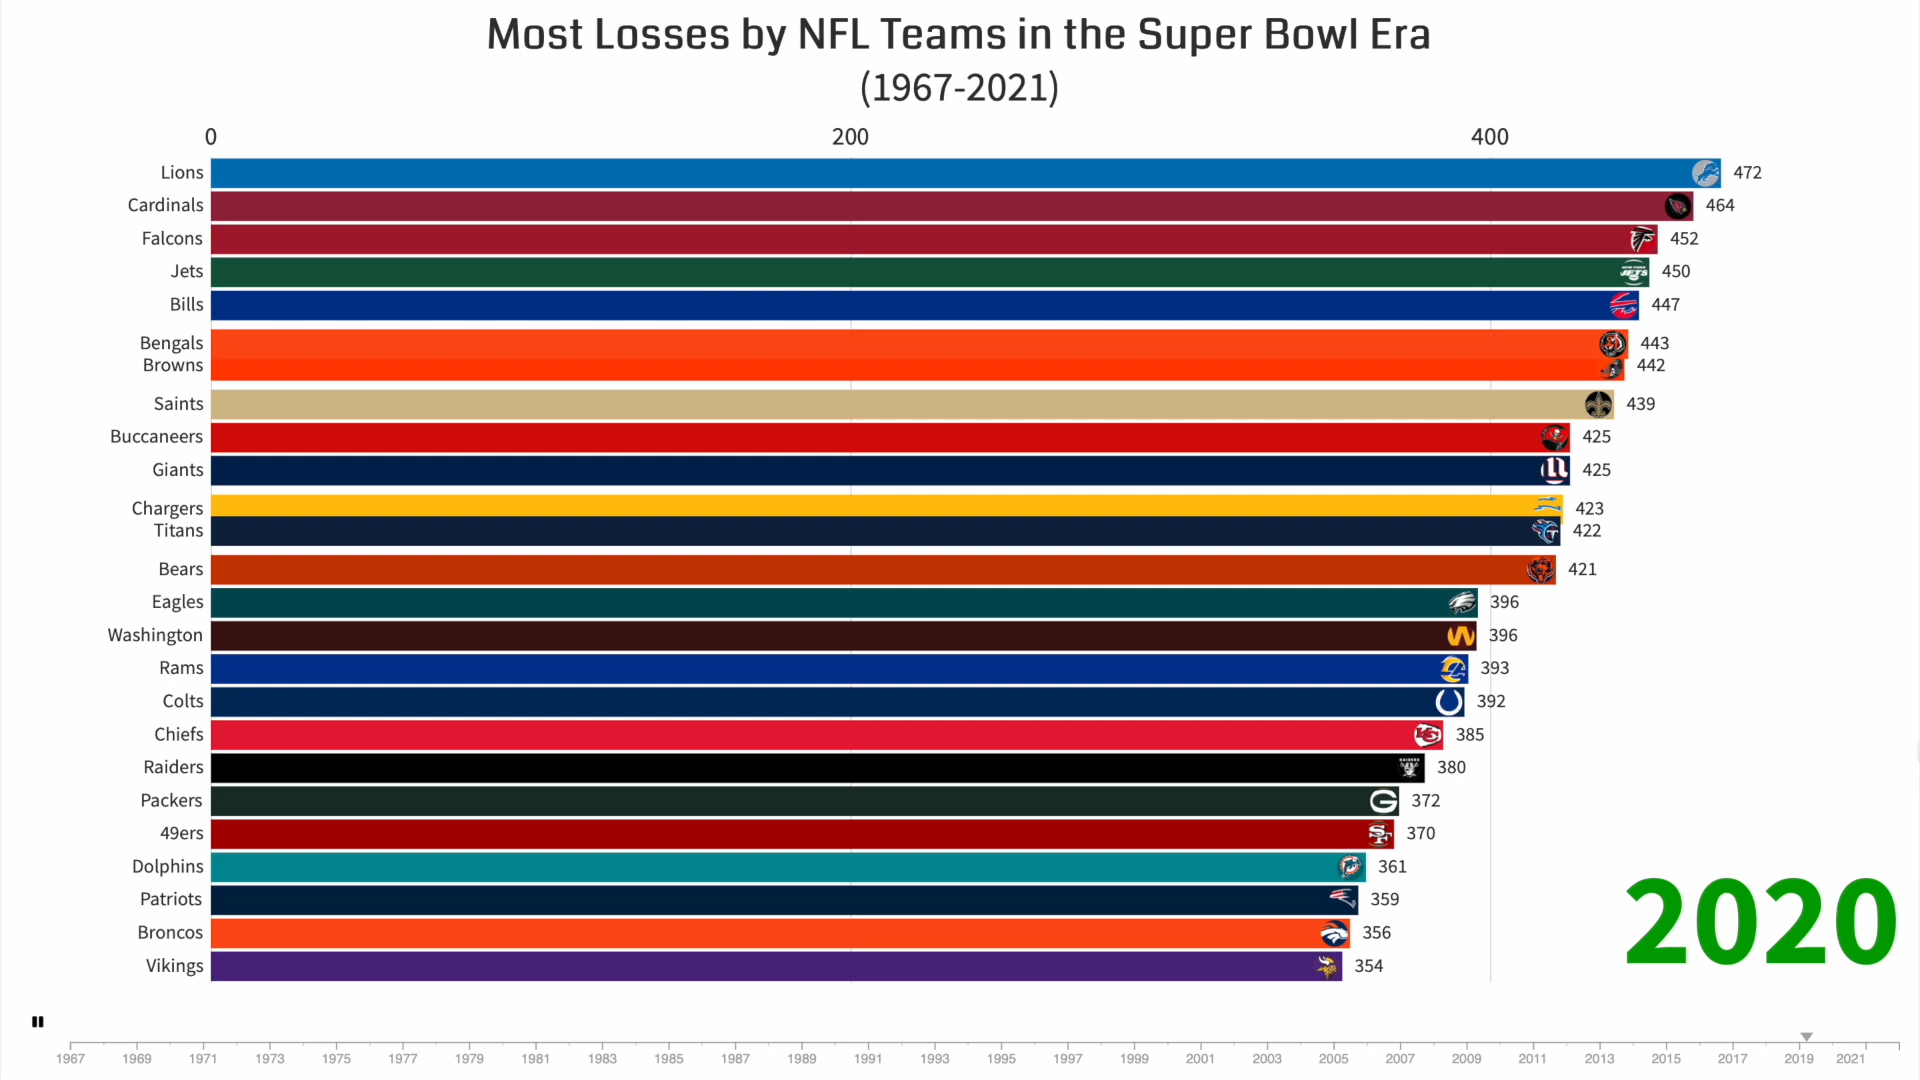 Most Losses by NFL Teams in the Super Bowl Era
(1967-2021)
0 200 400
Lions 472
Cardinals 464
Falcons 452
Jets 450
Bills 447
Bengals 443
Browns 442
Saints 439
Buccaneers 425
Giants 425
Chargers 423
Titans 422
Bears 421
Eagles 396
Washington 396
Rams 393
Colts 392
Chiefs 385
Raiders 380
Packers 372
49ers 370
Dolphins 361
Patriots 359
Broncos 356
Vikings 354
2020
1967 1969 1971 1973 1975 1977 1979 1981 1983 1985 1987 1989 1991 1993 1995 1997 1999 2001 2003 2005 2007 2009 2011 2013 2015 2017 2019 2021